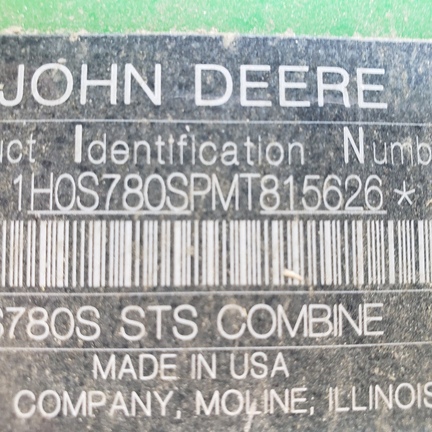 JOHN DEERE
uct Identification Numb
1H0S780SPMT815626 *
S780S STS COMBINE
MADE IN USA
COMPANY, MOLINE, ILLINOIS